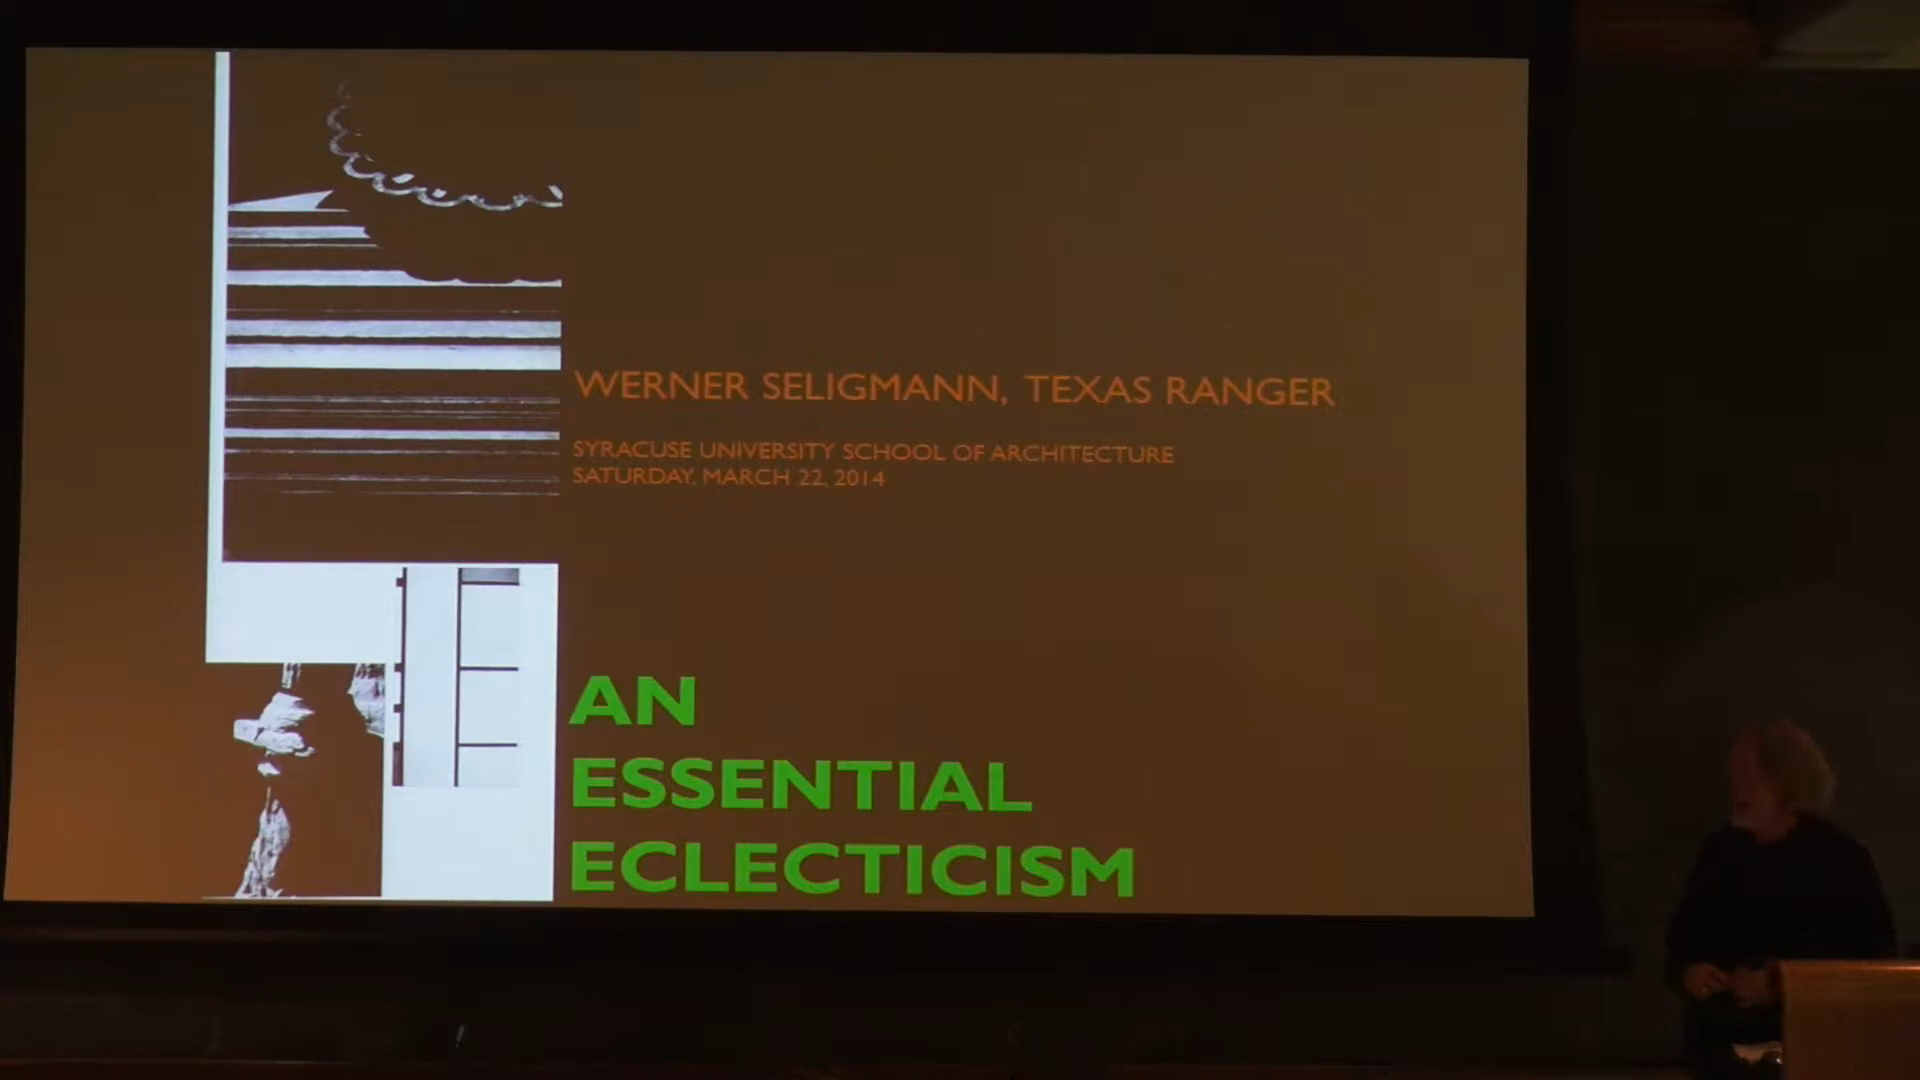 WERNER SELIGMANN, TEXAS RANGER
SYRACUSE UNIVERSITY SCHOOL OF ARCHITECTURE
SATURDAY, MARCH 22, 2014
AN
ESSENTIAL
ECLECTICISM